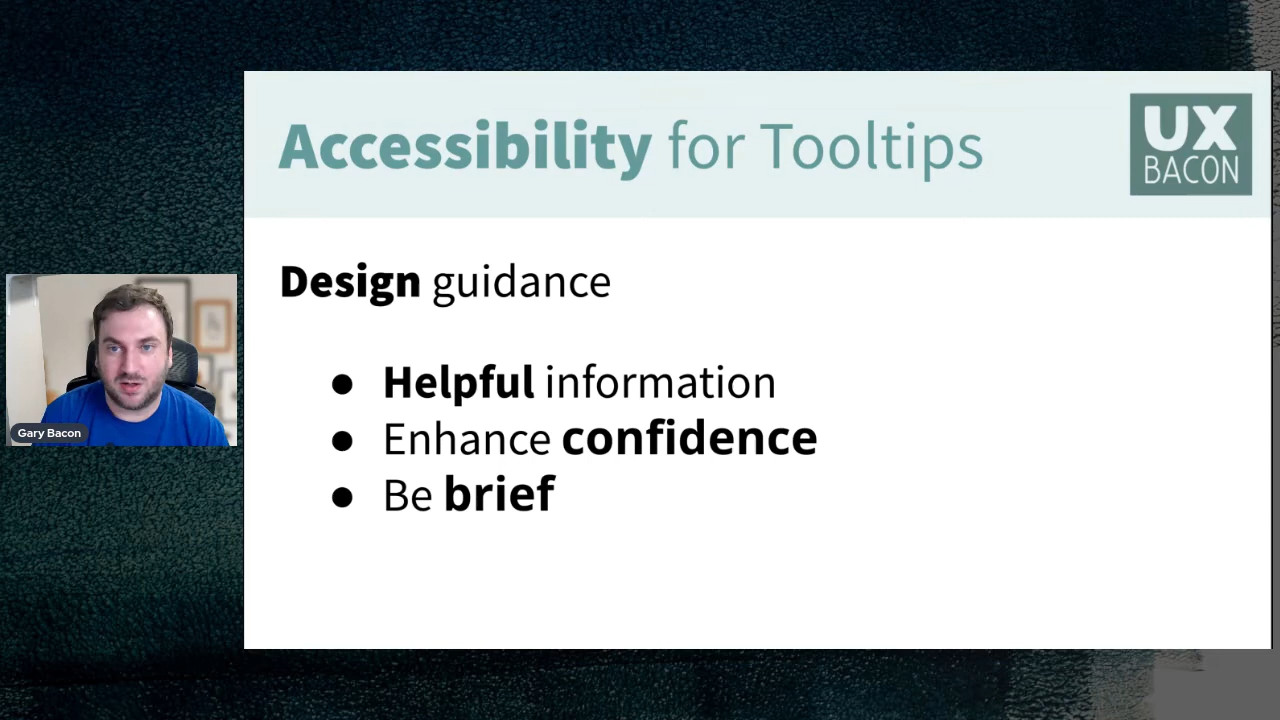 Accessibility for Tooltips
UX
BACON
Design guidance
● Helpful information
● Enhance confidence
● Be brief
Gary Bacon